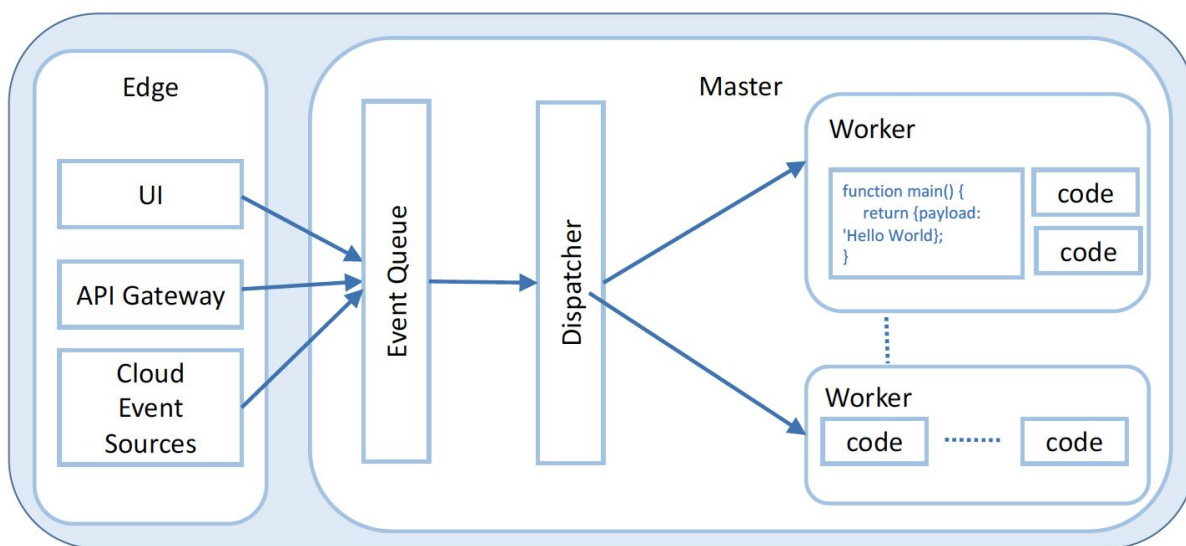 Edge
UI
API Gateway
Cloud
Event
Sources
Master
Event Queue
Dispatcher
Worker
function main() {
return {payload:
'Hello World};
}
code
code
Worker
code
code